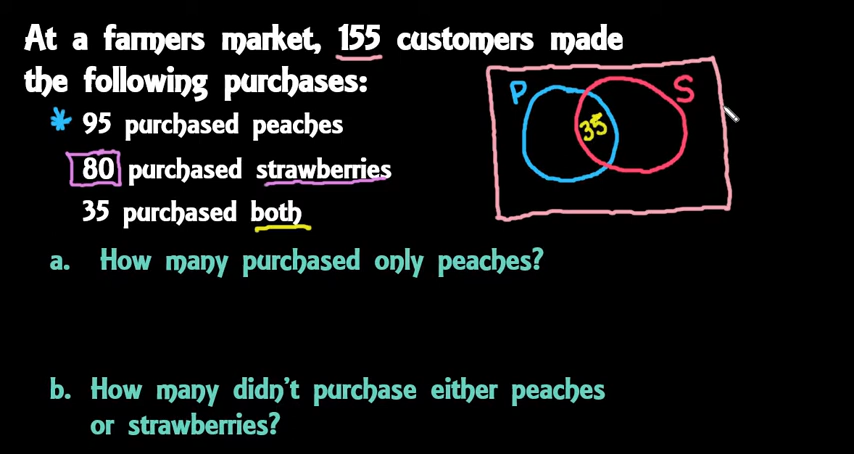 At a farmers market, 155 customers made
the following purchases:
* 95 purchased peaches
80 purchased strawberries
35 purchased both
P
S
35
a. How many purchased only peaches?
b. How many didn't purchase either peaches
or strawberries?